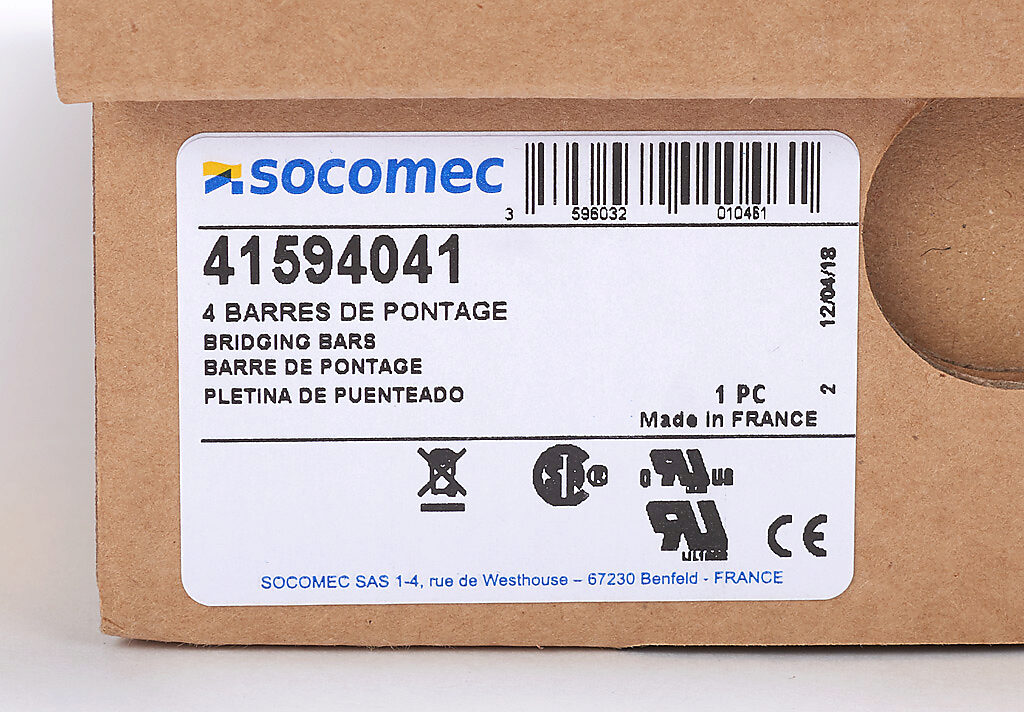 socomec
3 596032 010461
41594041
12/04/18
4 BARRES DE PONTAGE
BRIDGING BARS
BARRE DE PONTAGE
PLETINA DE PUENTEADO
1 PC
2
Made in FRANCE
CE
SOCOMEC SAS 1-4, rue de Westhouse – 67230 Benfeld - FRANCE